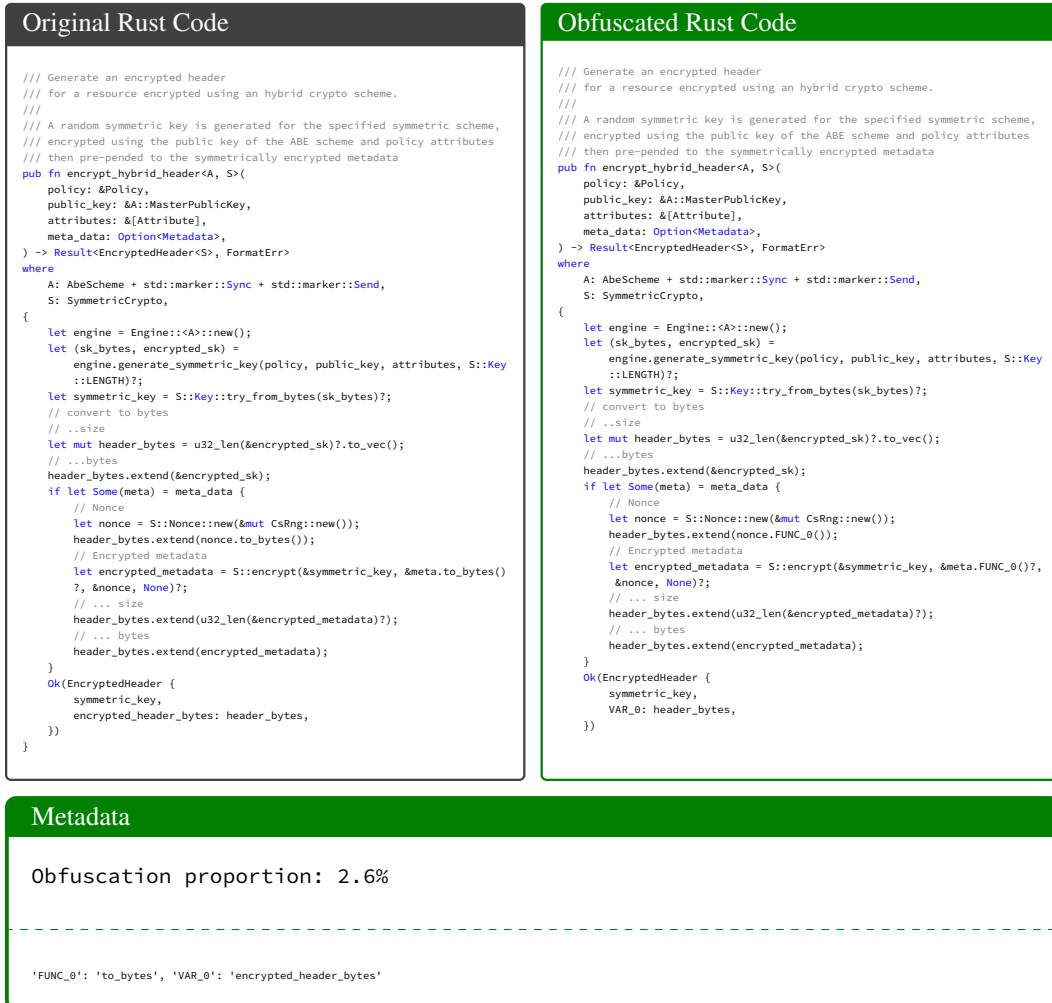 Original Rust Code
/// Generate an encrypted header
/// for a resource encrypted using an hybrid crypto scheme.
///
/// A random symmetric key is generated for the specified symmetric scheme,
/// encrypted using the public key of the ABE scheme and policy attributes
/// then pre-pended to the symmetrically encrypted metadata
pub fn encrypt_hybrid_header<A, S>(
    policy: &Policy,
    public_key: &A::MasterPublicKey,
    attributes: &[Attribute],
    meta_data: Option<Metadata>,
) -> Result<EncryptedHeader<S>, FormatErr>
where
    A: AbeScheme + std::marker::Sync + std::marker::Send,
    S: SymmetricCrypto,
{
    let engine = Engine::<A>::new();
    let (sk_bytes, encrypted_sk) =
        engine.generate_symmetric_key(policy, public_key, attributes, S::Key
        ::LENGTH)?;
    let symmetric_key = S::Key::try_from_bytes(sk_bytes)?;
    // convert to bytes
    // ..size
    let mut header_bytes = u32_len(&encrypted_sk)?.to_vec();
    // ...bytes
    header_bytes.extend(&encrypted_sk);
    if let Some(meta) = meta_data {
        // Nonce
        let nonce = S::Nonce::new(&mut CsRng::new());
        header_bytes.extend(nonce.to_bytes());
        // Encrypted metadata
        let encrypted_metadata = S::encrypt(&symmetric_key, &meta.to_bytes()
        ?, &nonce, None)?;
        // ... size
        header_bytes.extend(u32_len(&encrypted_metadata)?);
        // ... bytes
        header_bytes.extend(encrypted_metadata);
    }
    Ok(EncryptedHeader {
        symmetric_key,
        encrypted_header_bytes: header_bytes,
    })
}
Obfuscated Rust Code
/// Generate an encrypted header
/// for a resource encrypted using an hybrid crypto scheme.
///
/// A random symmetric key is generated for the specified symmetric scheme,
/// encrypted using the public key of the ABE scheme and policy attributes
/// then pre-pended to the symmetrically encrypted metadata
pub fn encrypt_hybrid_header<A, S>(
    policy: &Policy,
    public_key: &A::MasterPublicKey,
    attributes: &[Attribute],
    meta_data: Option<Metadata>,
) -> Result<EncryptedHeader<S>, FormatErr>
where
    A: AbeScheme + std::marker::Sync + std::marker::Send,
    S: SymmetricCrypto,
{
    let engine = Engine::<A>::new();
    let (sk_bytes, encrypted_sk) =
        engine.generate_symmetric_key(policy, public_key, attributes, S::Key
        ::LENGTH)?;
    let symmetric_key = S::Key::try_from_bytes(sk_bytes)?;
    // convert to bytes
    // ..size
    let mut header_bytes = u32_len(&encrypted_sk)?.to_vec();
    // ...bytes
    header_bytes.extend(&encrypted_sk);
    if let Some(meta) = meta_data {
        // Nonce
        let nonce = S::Nonce::new(&mut CsRng::new());
        header_bytes.extend(nonce.FUNC_0());
        // Encrypted metadata
        let encrypted_metadata = S::encrypt(&symmetric_key, &meta.FUNC_0()?,
        &nonce, None)?;
        // ... size
        header_bytes.extend(u32_len(&encrypted_metadata)?);
        // ... bytes
        header_bytes.extend(encrypted_metadata);
    }
    Ok(EncryptedHeader {
        symmetric_key,
        VAR_0: header_bytes,
    })
Metadata
Obfuscation proportion: 2.6%
'FUNC_0': 'to_bytes', 'VAR_0': 'encrypted_header_bytes'